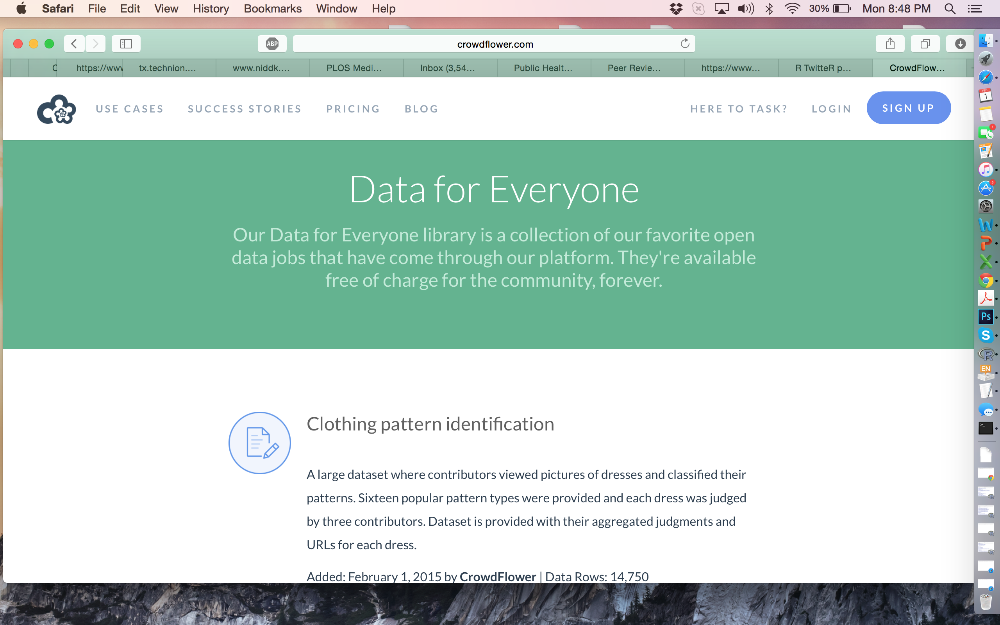 Safari File Edit View History Bookmarks Window Help 30% Mon 8:48 PM
ABP crowdflower.com
C https://www tx.technion.... www.niddk.... PLOS Medi... Inbox (3,54... Public Healt... Peer Revie... https://www... R TwitteR p... CrowdFlow...
USE CASES SUCCESS STORIES PRICING BLOG HERE TO TASK? LOGIN SIGN UP
Data for Everyone
Our Data for Everyone library is a collection of our favorite open
data jobs that have come through our platform. They're available
free of charge for the community, forever.
Clothing pattern identification
A large dataset where contributors viewed pictures of dresses and classified their
patterns. Sixteen popular pattern types were provided and each dress was judged
by three contributors. Dataset is provided with their aggregated judgments and
URLs for each dress.
Added: February 1, 2015 by CrowdFlower | Data Rows: 14,750
FEB
1
1
5
W
P
X
Ps
S
R
EN